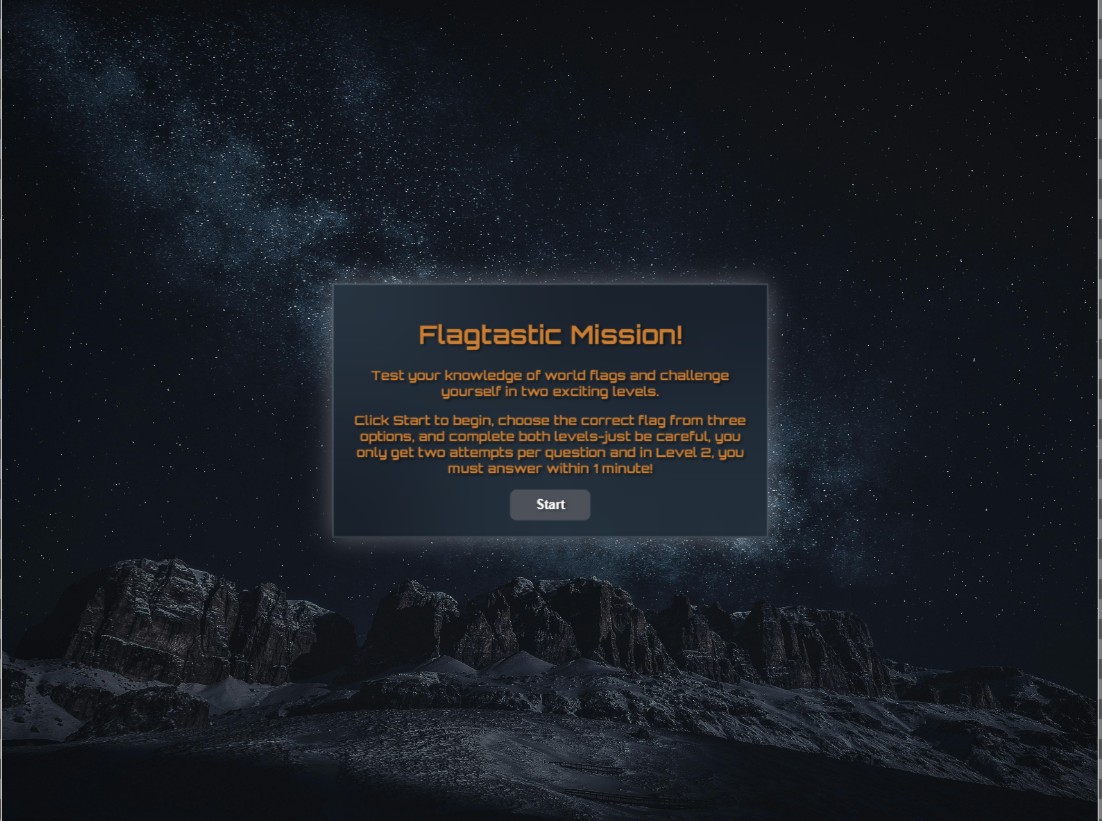 Flagtastic Mission!
Test your knowledge of world flags and challenge
yourself in two exciting levels.
Click Start to begin, choose the correct flag from three
options, and complete both levels-just be careful, you
only get two attempts per question and in Level 2, you
must answer within 1 minute!
Start